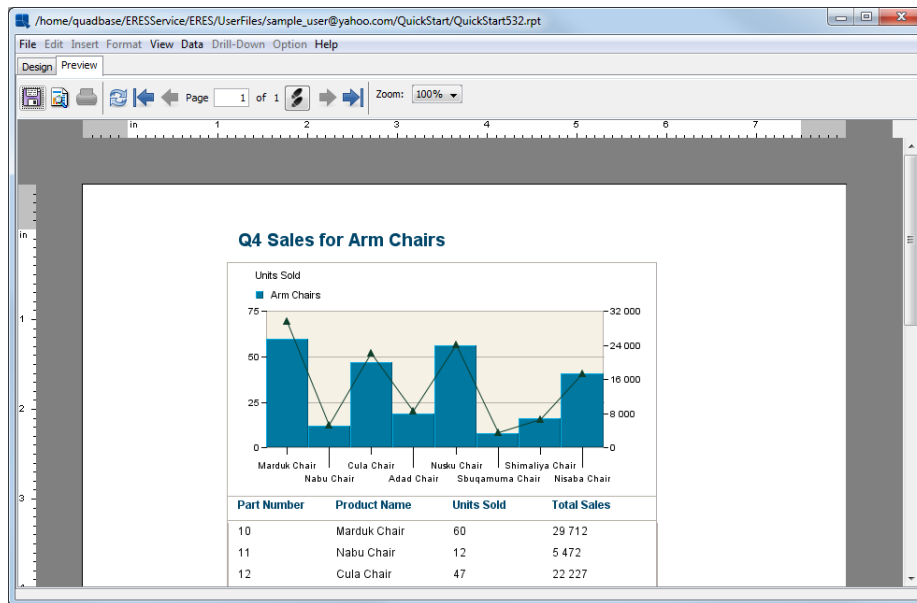 /home/quadbase/ERESService/ERES/UserFiles/sample_user@yahoo.com/QuickStart/QuickStart532.rpt
File Edit Insert Format View Data Drill-Down Option Help
Design Preview
Page 1 of 1 Zoom: 100%
in 1 2 3 4 5 6 7
in
Q4 Sales for Arm Chairs
Units Sold
Arm Chairs
75 32 000
50 24 000
16 000
25 8 000
0 0
Marduk Chair Cula Chair Nusku Chair Shimaliya Chair
Nabu Chair Adad Chair Sbuqamuma Chair Nisaba Chair
1
2
3
Part Number Product Name Units Sold Total Sales
10 Marduk Chair 60 29 712
11 Nabu Chair 12 5 472
12 Cula Chair 47 22 227